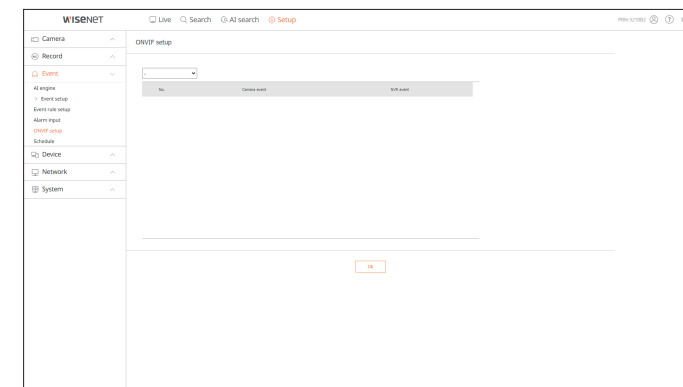 WISENET
Live Search AI search Setup
Camera
ONVIF setup
Record
Event
-
AI engine
No. Camera event NVR event
> Event setup
Event rule setup
Alarm input
ONVIF setup
Schedule
Device
Network
System
Ok